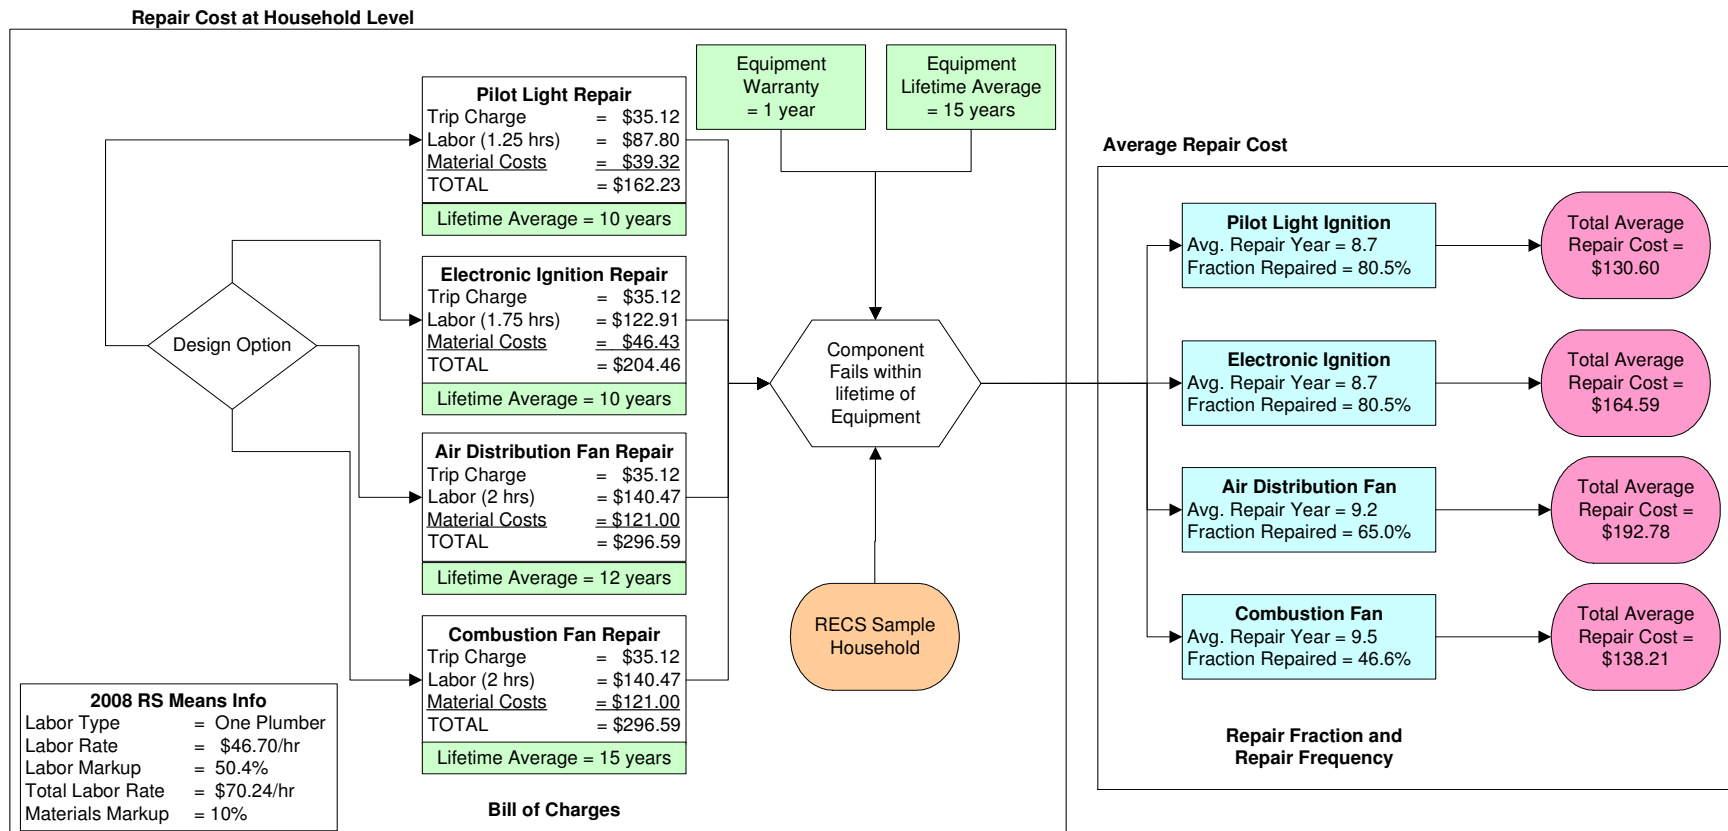 Repair Cost at Household Level
Pilot Light Repair
Trip Charge = $35.12
Labor (1.25 hrs) = $87.80
Material Costs = $39.32
TOTAL = $162.23
Lifetime Average = 10 years
Electronic Ignition Repair
Trip Charge = $35.12
Labor (1.75 hrs) = $122.91
Material Costs = $46.43
TOTAL = $204.46
Lifetime Average = 10 years
Air Distribution Fan Repair
Trip Charge = $35.12
Labor (2 hrs) = $140.47
Material Costs = $121.00
TOTAL = $296.59
Lifetime Average = 12 years
Combustion Fan Repair
Trip Charge = $35.12
Labor (2 hrs) = $140.47
Material Costs = $121.00
TOTAL = $296.59
Lifetime Average = 15 years
Design Option
2008 RS Means Info
Labor Type = One Plumber
Labor Rate = $46.70/hr
Labor Markup = 50.4%
Total Labor Rate = $70.24/hr
Materials Markup = 10%
Bill of Charges
Equipment
Warranty
= 1 year
Equipment
Lifetime Average
= 15 years
Component
Fails within
lifetime of
Equipment
RECS Sample
Household
Average Repair Cost
Pilot Light Ignition
Avg. Repair Year = 8.7
Fraction Repaired = 80.5%
Total Average
Repair Cost =
$130.60
Electronic Ignition
Avg. Repair Year = 8.7
Fraction Repaired = 80.5%
Total Average
Repair Cost =
$164.59
Air Distribution Fan
Avg. Repair Year = 9.2
Fraction Repaired = 65.0%
Total Average
Repair Cost =
$192.78
Combustion Fan
Avg. Repair Year = 9.5
Fraction Repaired = 46.6%
Total Average
Repair Cost =
$138.21
Repair Fraction and
Repair Frequency